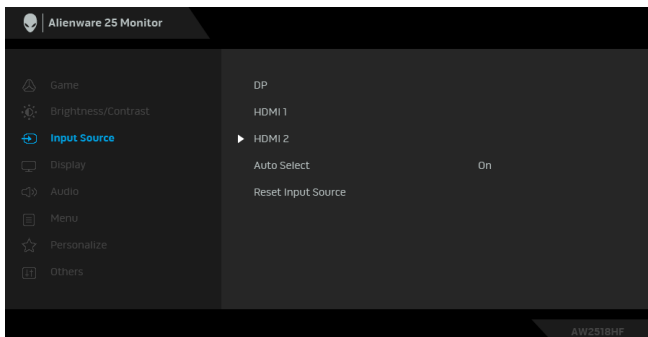 Alienware 25 Monitor
Game
DP
Brightness/Contrast
HDMI 1
Input Source
HDMI 2
Display
Auto Select On
Audio
Reset Input Source
Menu
Personalize
Others
AW2518HF